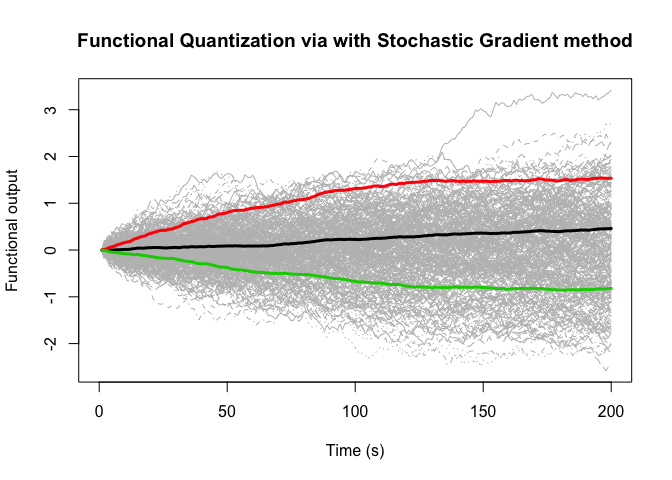 Functional Quantization via with Stochastic Gradient method
Functional output
3
2
1
0
-1
-2
0 50 100 150 200
Time (s)